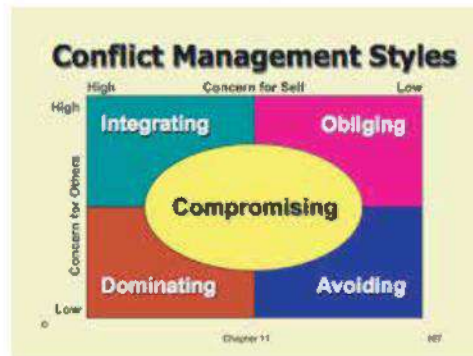 Conflict Management Styles
High Concern for Self Low
High
Integrating Obliging
Concern for Others
Compromising
Dominating Avoiding
Low
©
Chapter 11